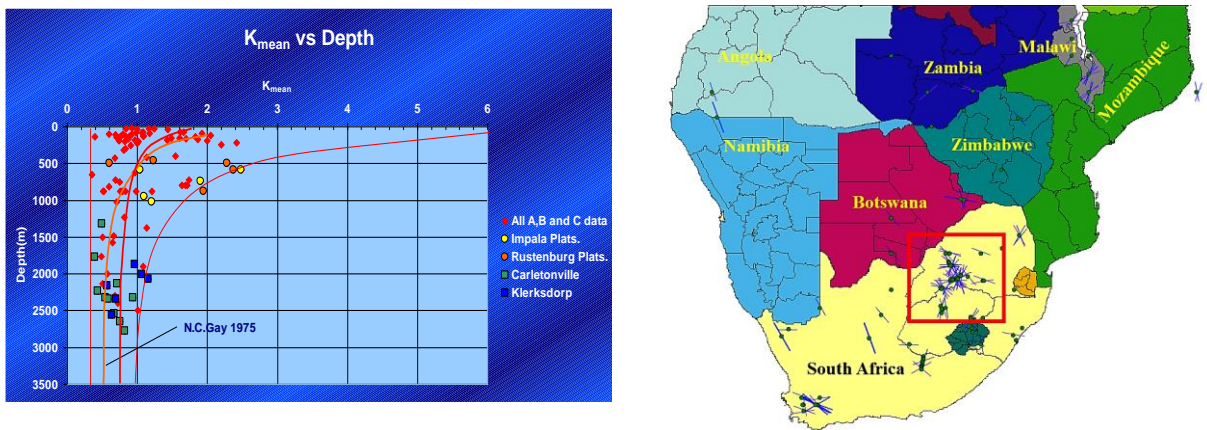 K mean vs Depth
K mean
0 1 2 3 4 5 6
0
500
1000
1500
2000
2500
3000
3500
Depth(m)
N.C.Gay 1975
All A,B and C data
Impala Plats.
Rustenburg Plats.
Carletonville
Klerksdorp
Angola
Zambia
Malawi
Mozambique
Namibia
Zimbabwe
Botswana
South Africa